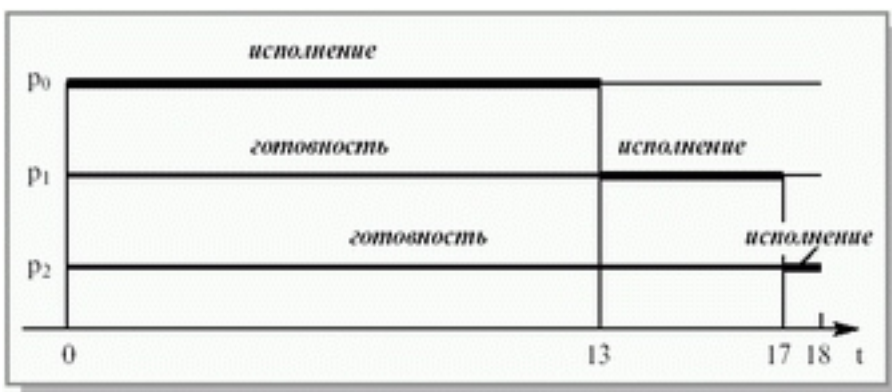 исполнение
p₀
готовность исполнение
p₁
готовность исполнение
p₂
0 13 17 18 t